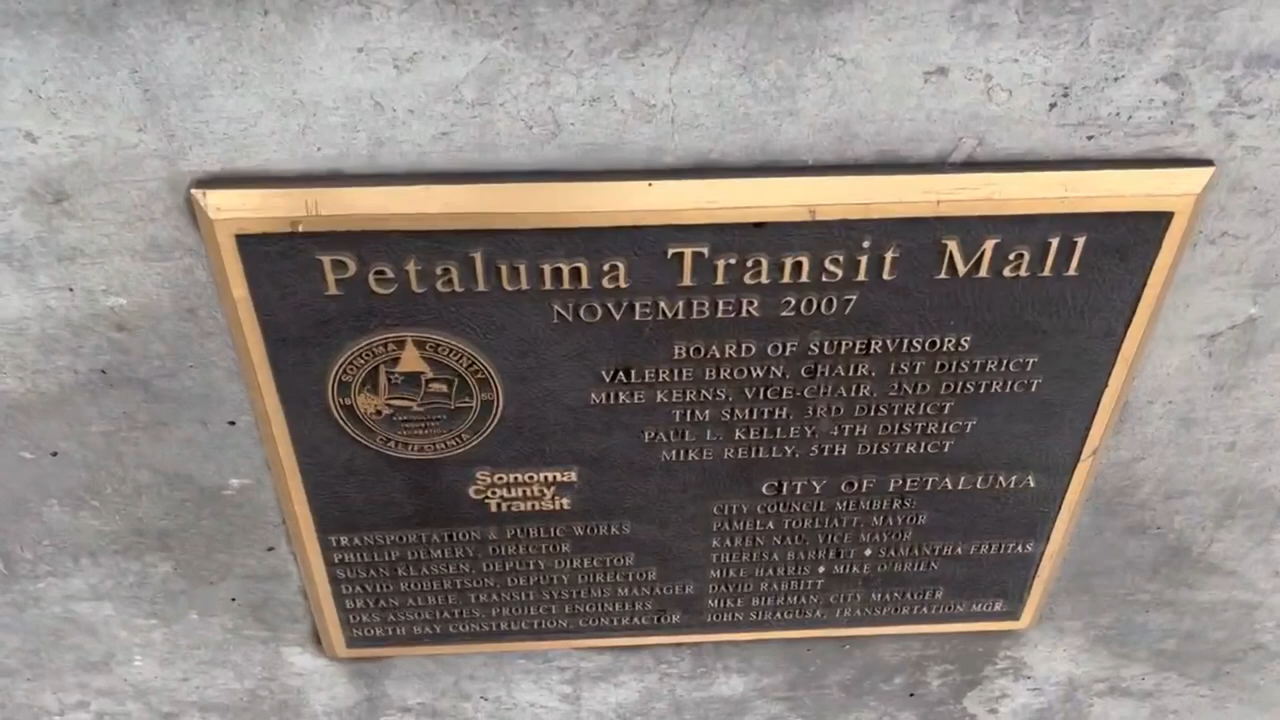 Petaluma Transit Mall
NOVEMBER 2007
SONOMA COUNTY
18 50
AGRICULTURE
INDUSTRY
RECREATION
CALIFORNIA
BOARD OF SUPERVISORS
VALERIE BROWN, CHAIR, 1ST DISTRICT
MIKE KERNS, VICE-CHAIR, 2ND DISTRICT
TIM SMITH, 3RD DISTRICT
PAUL L. KELLEY, 4TH DISTRICT
MIKE REILLY, 5TH DISTRICT
Sonoma
County
Transit
TRANSPORTATION & PUBLIC WORKS
PHILLIP DEMERY, DIRECTOR
SUSAN KLASSEN, DEPUTY DIRECTOR
DAVID ROBERTSON, DEPUTY DIRECTOR
BRYAN ALBEE, TRANSIT SYSTEMS MANAGER
DKS ASSOCIATES, PROJECT ENGINEERS
NORTH BAY CONSTRUCTION, CONTRACTOR
CITY OF PETALUMA
CITY COUNCIL MEMBERS:
PAMELA TORLIATT, MAYOR
KAREN NAU, VICE MAYOR
THERESA BARRETT ♦ SAMANTHA FREITAS
MIKE HARRIS ♦ MIKE O'BRIEN
DAVID RABBITT
MIKE BIERMAN, CITY MANAGER
JOHN SIRAGUSA, TRANSPORTATION MGR.